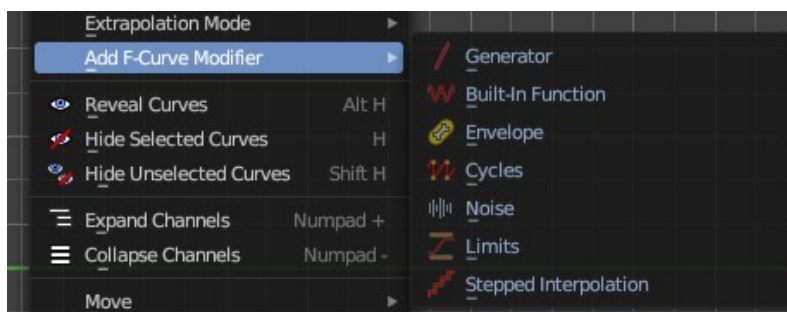 Extrapolation Mode
Add F-Curve Modifier
Reveal Curves Alt H
Hide Selected Curves H
Hide Unselected Curves Shift H
Expand Channels Numpad +
Collapse Channels Numpad -
Move
Generator
Built-In Function
Envelope
Cycles
Noise
Limits
Stepped Interpolation